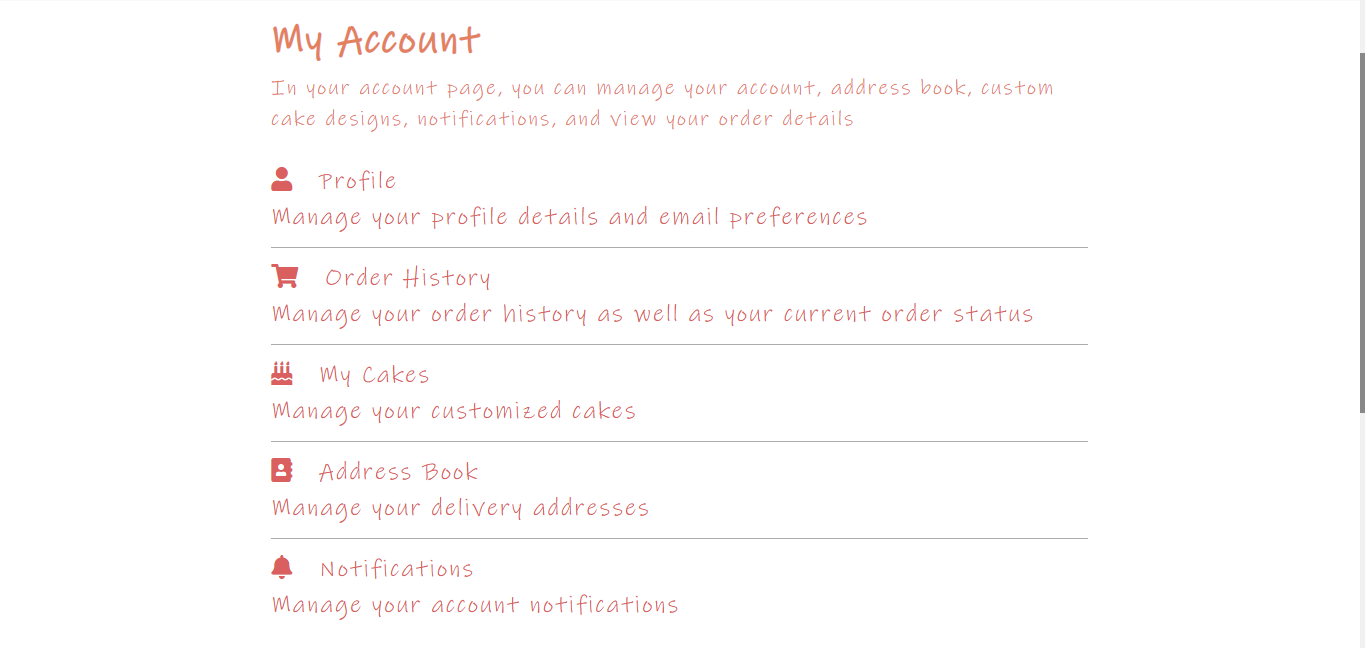 My Account
In your account page, you can manage your account, address book, custom
cake designs, notifications, and view your order details
Profile
Manage your profile details and email preferences
Order History
Manage your order history as well as your current order status
My Cakes
Manage your customized cakes
Address Book
Manage your delivery addresses
Notifications
Manage your account notifications